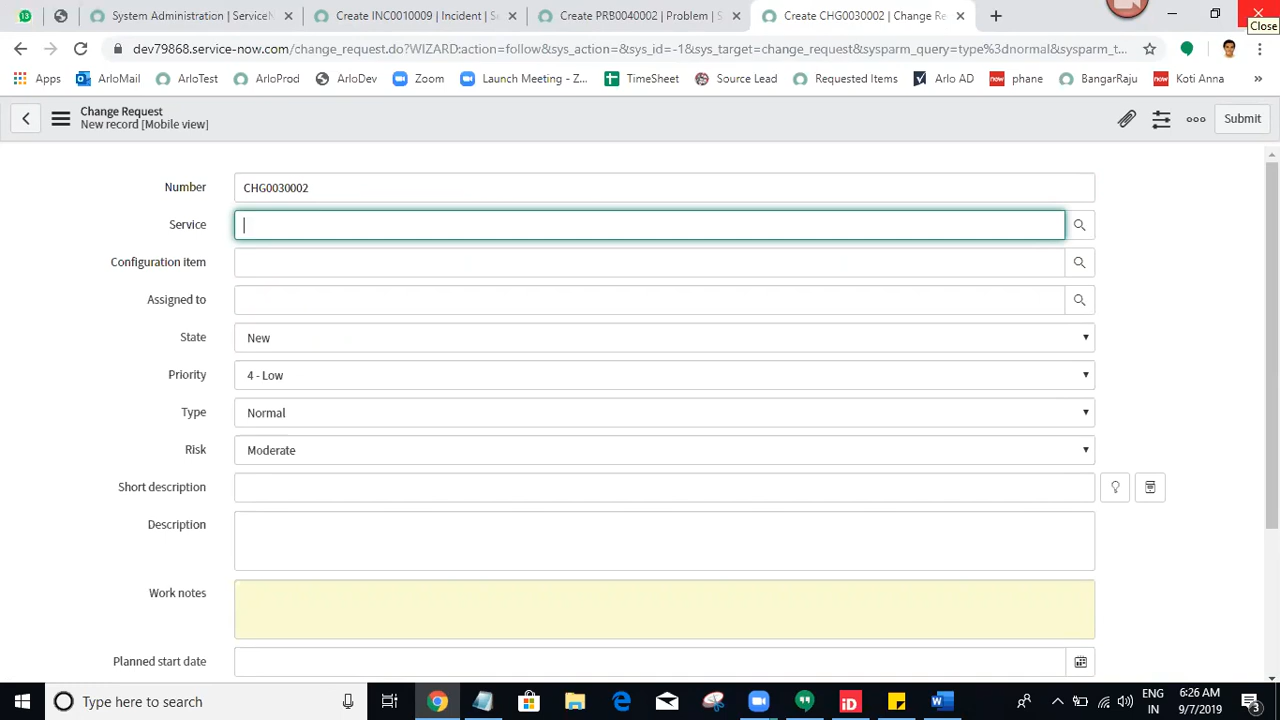 System Administration | ServiceN
Create INC0010009 | Incident | S
Create PRB0040002 | Problem |
Create CHG0030002 | Change Re
Close
dev79868.service-now.com/change_request.do?WIZARD:action=follow&sys_action=&sys_id=-1&sys_target=change_request&sysparm_query=type%3dnormal&sysparm_t...
Apps
ArloMail
ArloTest
ArloProd
ArloDev
Zoom
Launch Meeting - Z...
TimeSheet
Source Lead
Requested Items
Arlo AD
now phane
BangarRaju
now Koti Anna
»
Change Request
New record [Mobile view]
Submit
Number
CHG0030002
Service
Configuration item
Assigned to
State
New
Priority
4 - Low
Type
Normal
Risk
Moderate
Short description
Description
Work notes
Planned start date
Type here to search
iD
ENG
IN
6:26 AM
9/7/2019
3